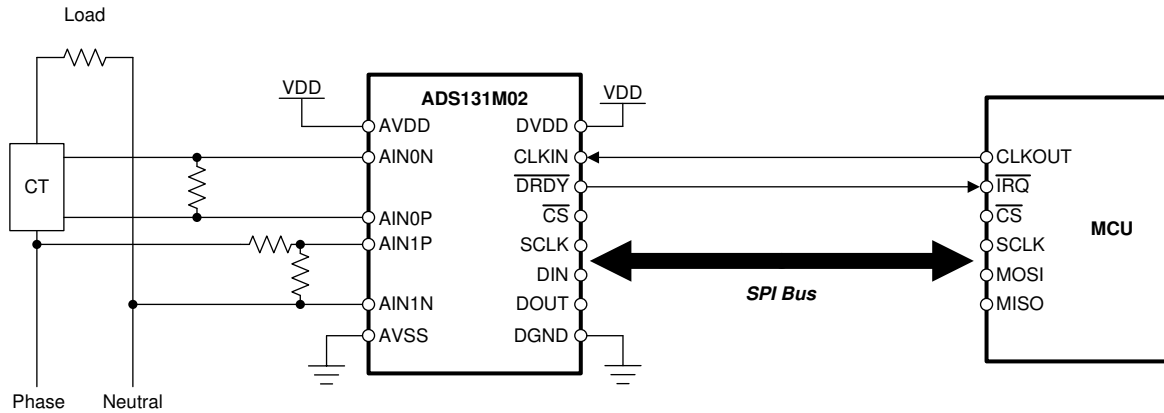 Load
VDD
ADS131M02
VDD
AVDD
DVDD
AIN0N
CLKIN
CLKOUT
CT
DRDY
IRQ
AIN0P
CS
CS
MCU
AIN1P
SCLK
SCLK
DIN
MOSI
SPI Bus
AIN1N
DOUT
MISO
AVSS
DGND
Phase
Neutral